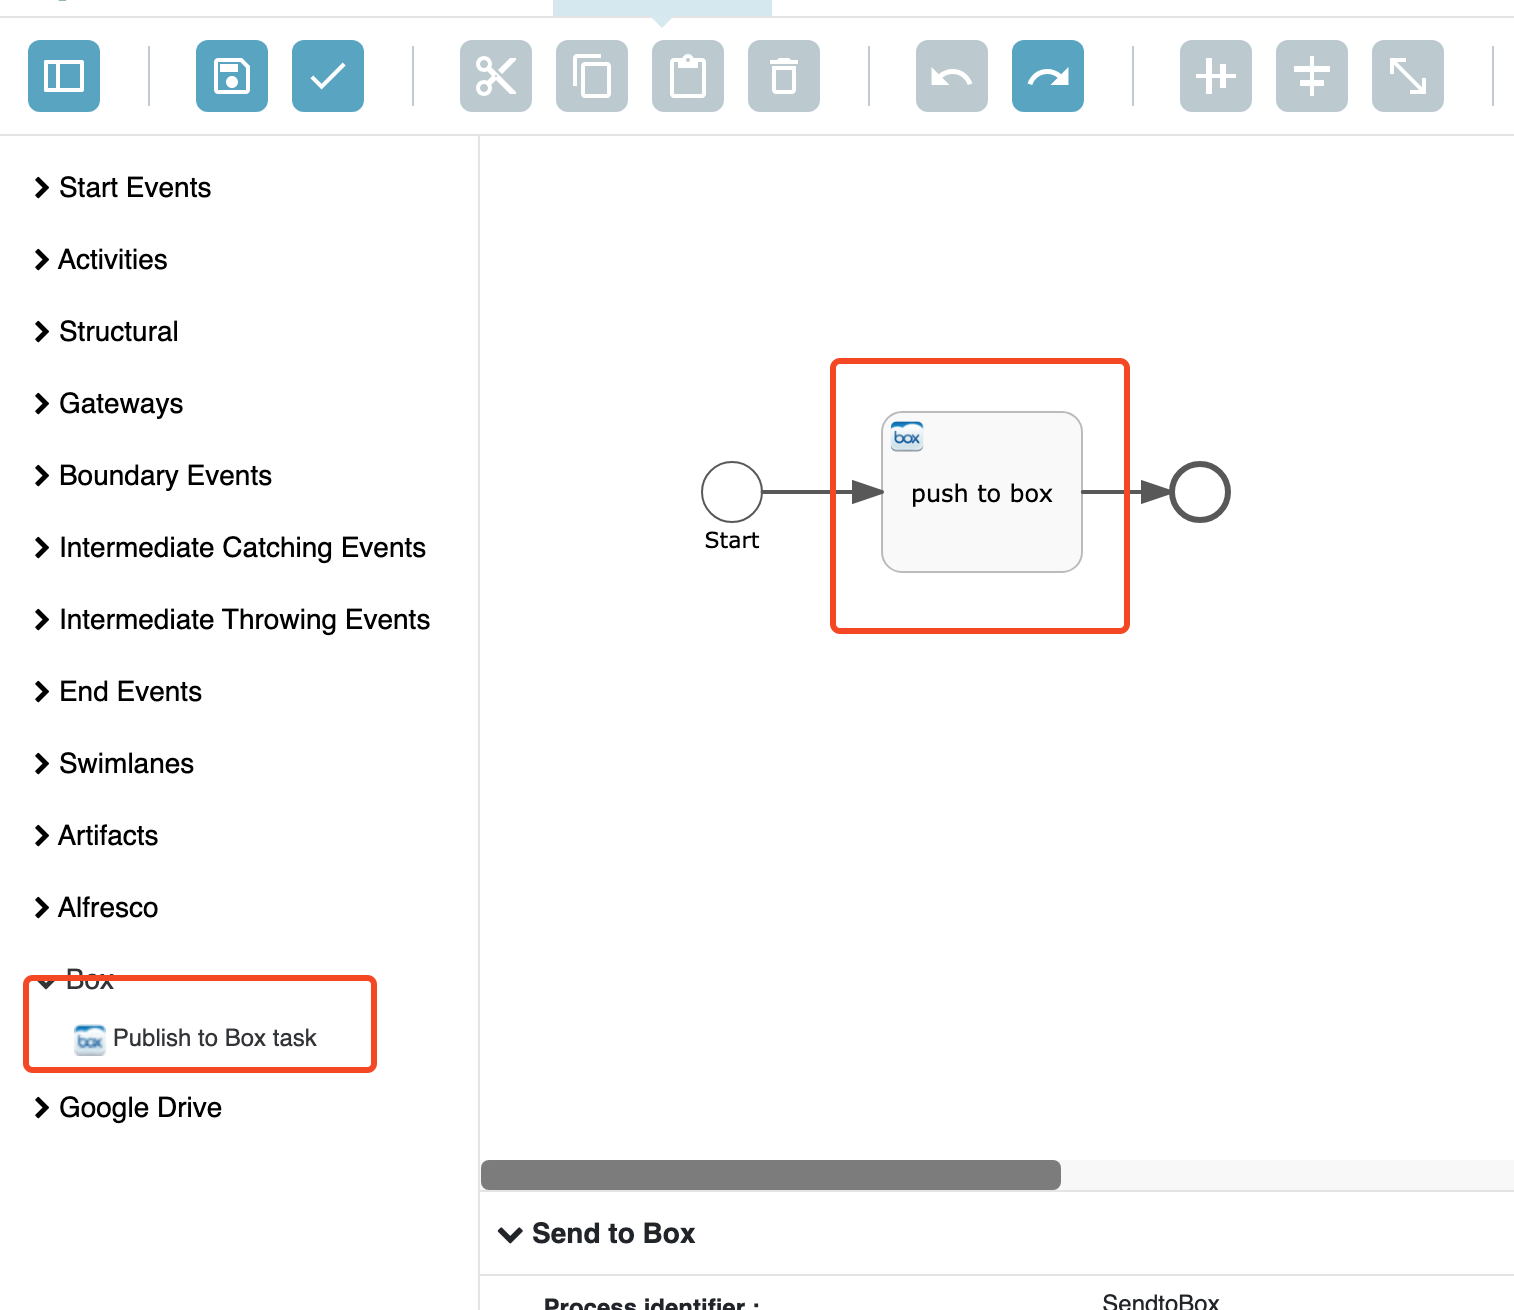 Start Events
Activities
Structural
Gateways
Boundary Events
Intermediate Catching Events
Intermediate Throwing Events
End Events
Swimlanes
Artifacts
Alfresco
Box
box Publish to Box task
Google Drive
box
push to box
Start
Send to Box
Process identifier : SendtoBox